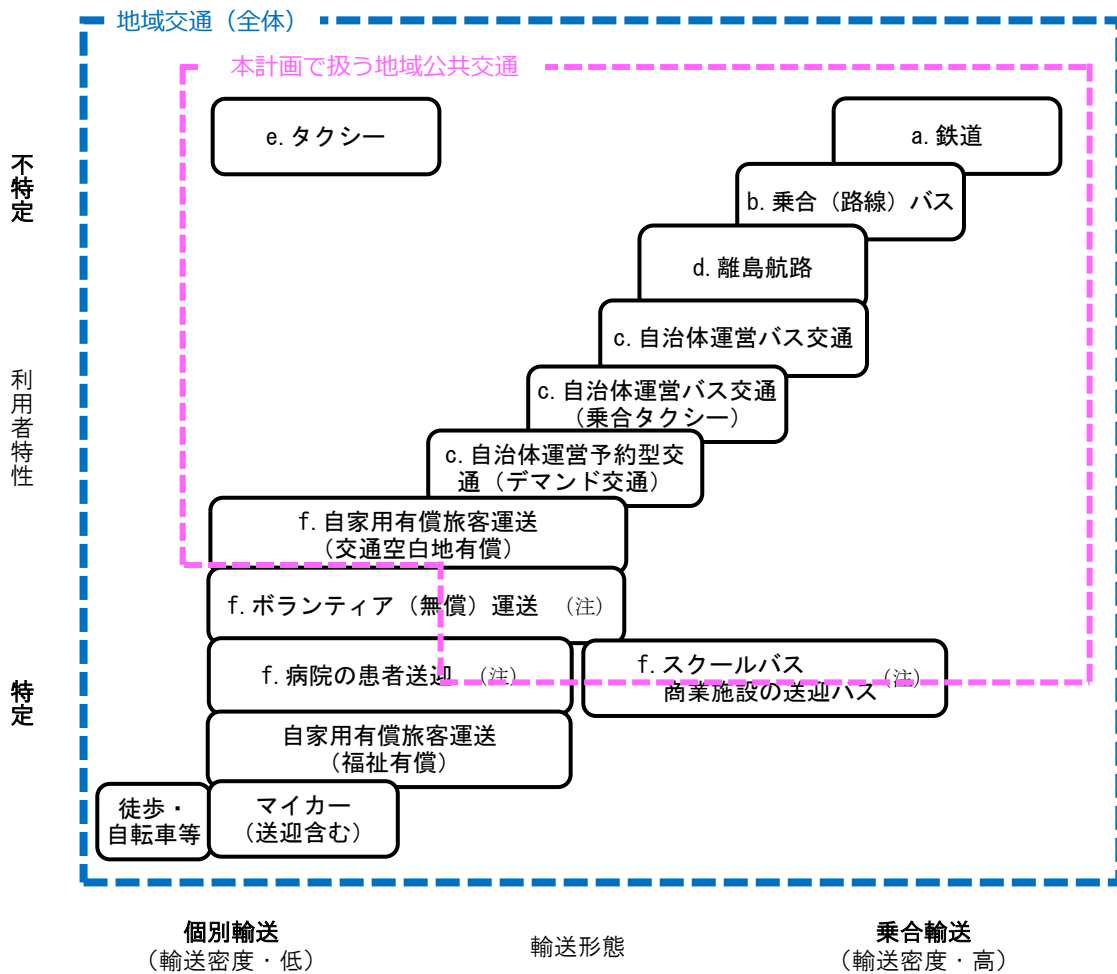 地域交通（全体）
本計画で扱う地域公共交通
e. タクシー
a. 鉄道
不特定
b. 乗合（路線）バス
d. 離島航路
c. 自治体運営バス交通
利用者特性
c. 自治体運営バス交通
（乗合タクシー）
c. 自治体運営予約型交
通（デマンド交通）
f. 自家用有償旅客運送
（交通空白地有償）
f. ボランティア（無償）運送　（注）
特定
f. 病院の患者送迎　（注）
f. スクールバス
商業施設の送迎バス（注）
自家用有償旅客運送
（福祉有償）
徒歩・
自転車等
マイカー
（送迎含む）
個別輸送
（輸送密度・低）
輸送形態
乗合輸送
（輸送密度・高）